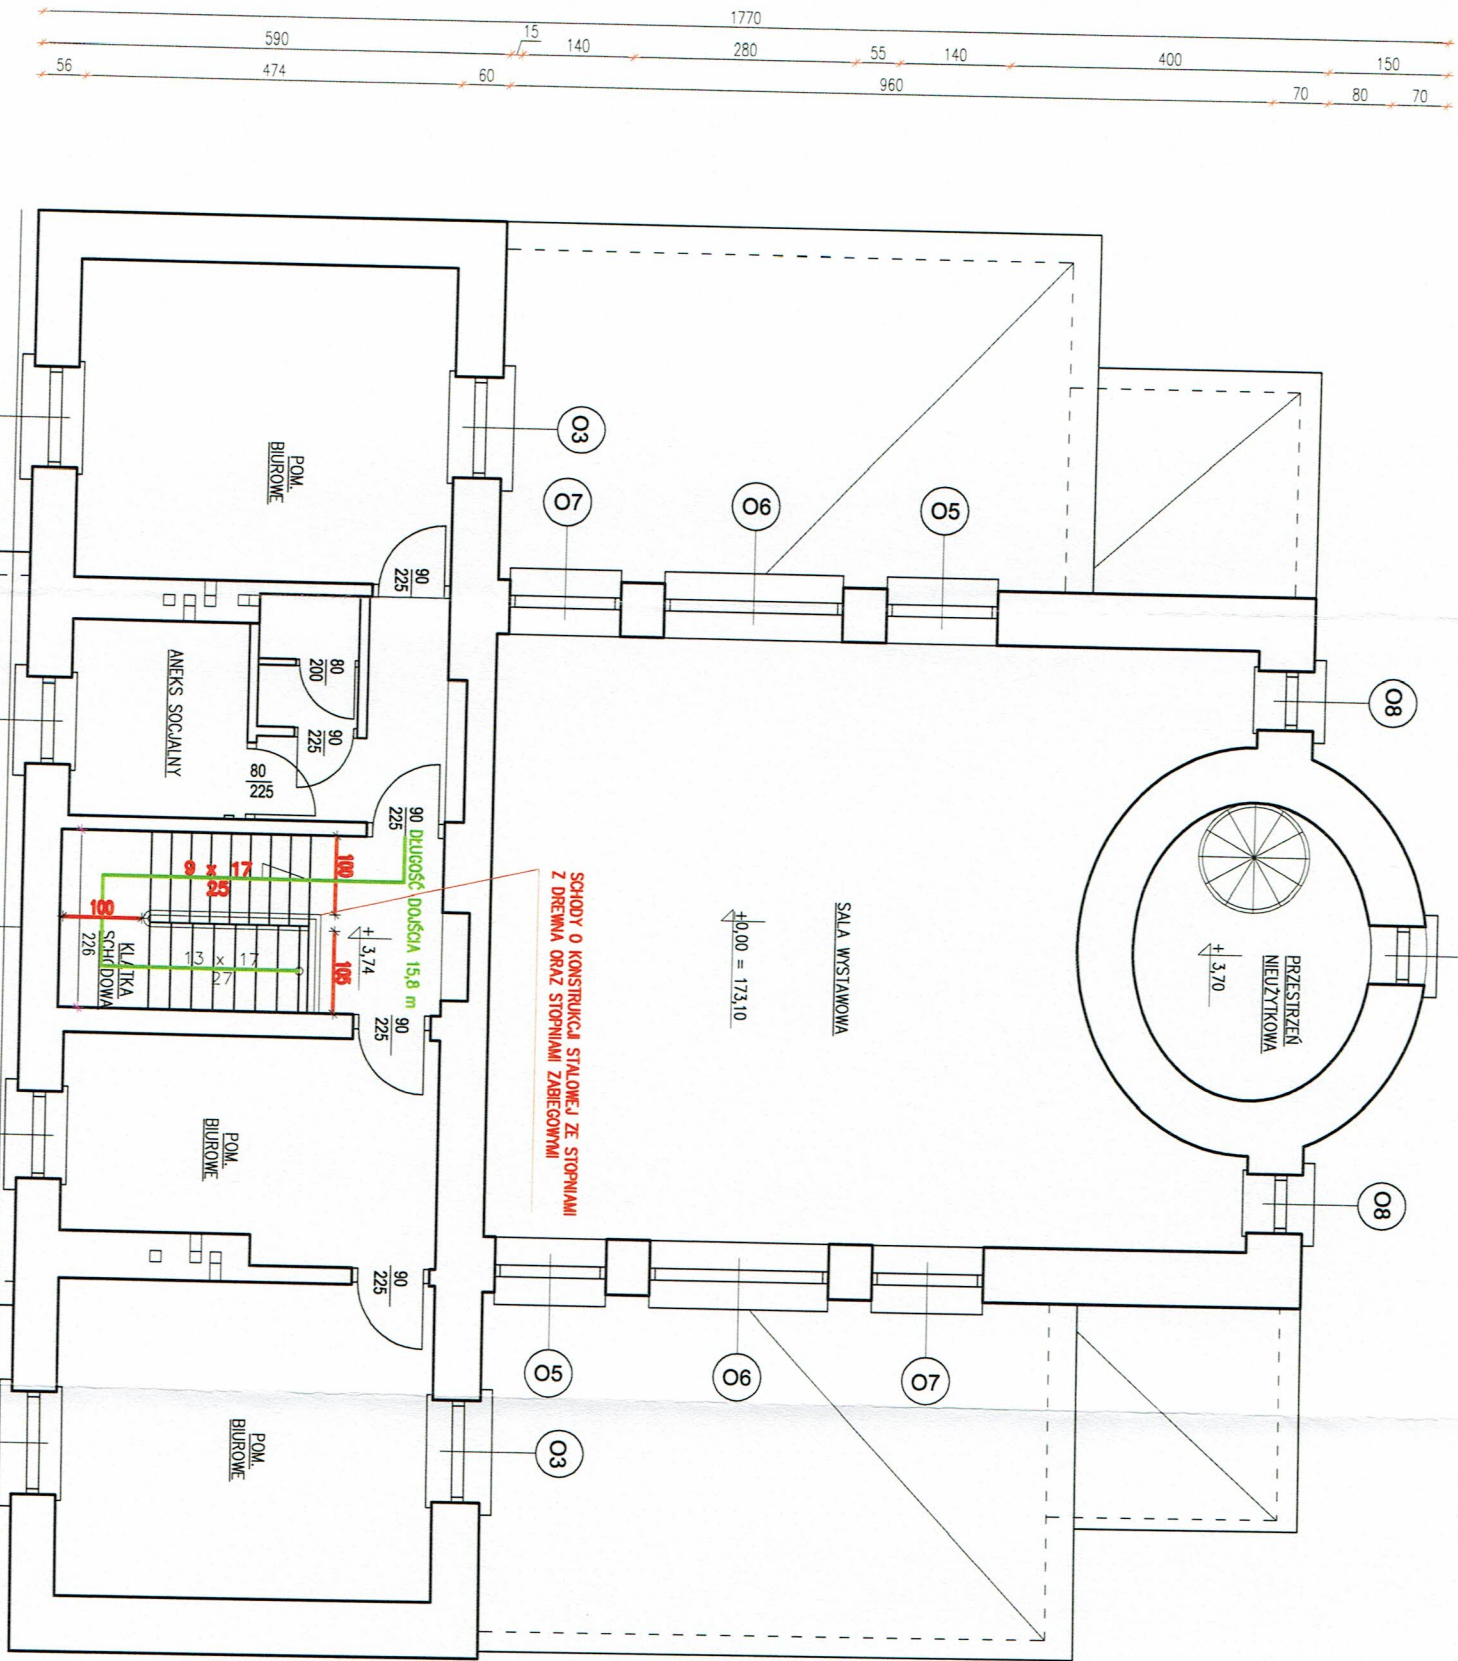 1770
590
15
140
280
55
140
400
150
56
474
60
960
70
80
70
O3
O7
O6
O5
O8
POM.
BIUROWE
90
225
80
200
90
225
ANEKS SOCJALNY
80
225
90
225
DŁUGOŚĆ DOJŚCIA 15,8 m
9 x 17
25
100
100
105
+ 3,74
KLATKA
SCHODOWA
226
13 x 17
27
SCHODY O KONSTRUKCJI STALOWEJ ZE STOPNIAMI
Z DREWNA ORAZ STOPNIAMI ZABIEGOWYMI
±0,00 = 173,10
SALA WYSTAWOWA
+ 3,70
PRZESTRZEŃ
NIEUŻYTKOWA
90
225
POM.
BIUROWE
90
225
O8
O5
O6
O7
O3
POM.
BIUROWE